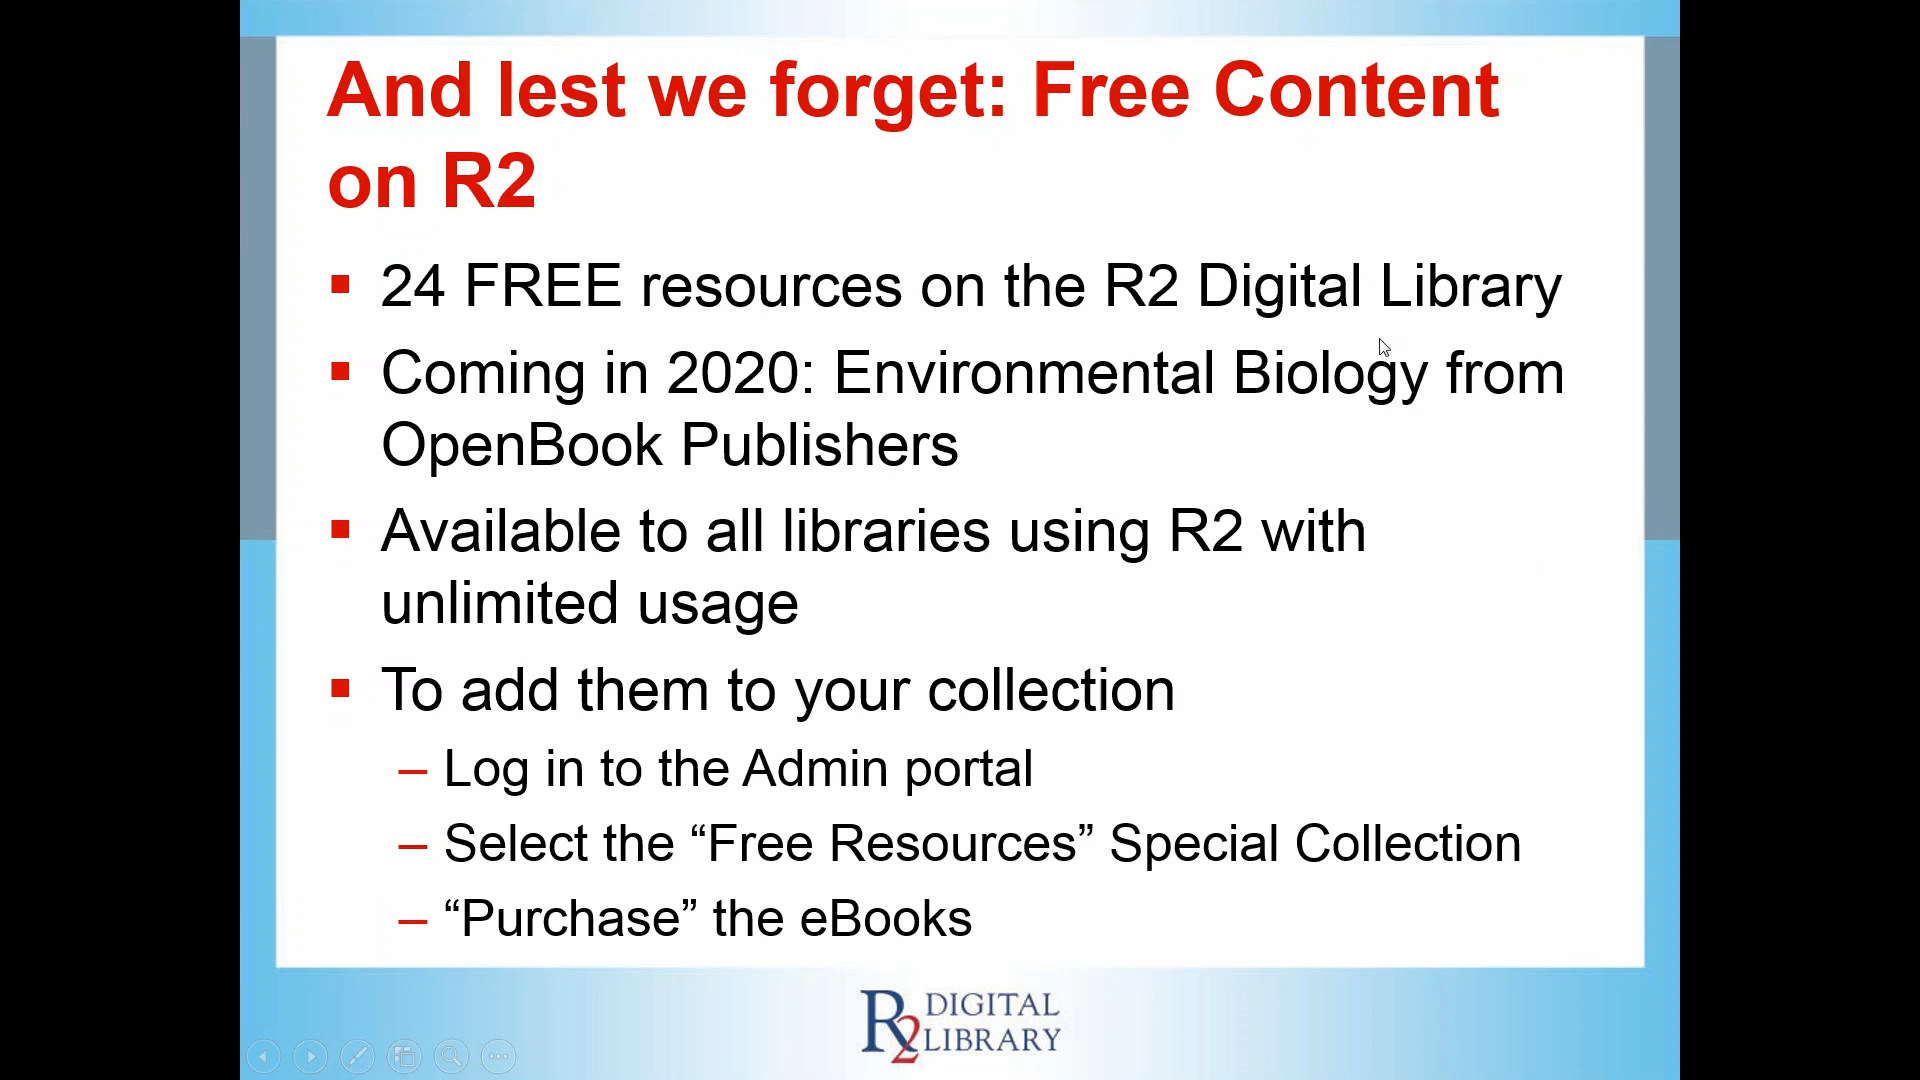 And lest we forget: Free Content
on R2
24 FREE resources on the R2 Digital Library
Coming in 2020: Environmental Biology from
OpenBook Publishers
Available to all libraries using R2 with
unlimited usage
To add them to your collection
– Log in to the Admin portal
– Select the “Free Resources” Special Collection
– “Purchase” the eBooks
R2 DIGITAL
LIBRARY